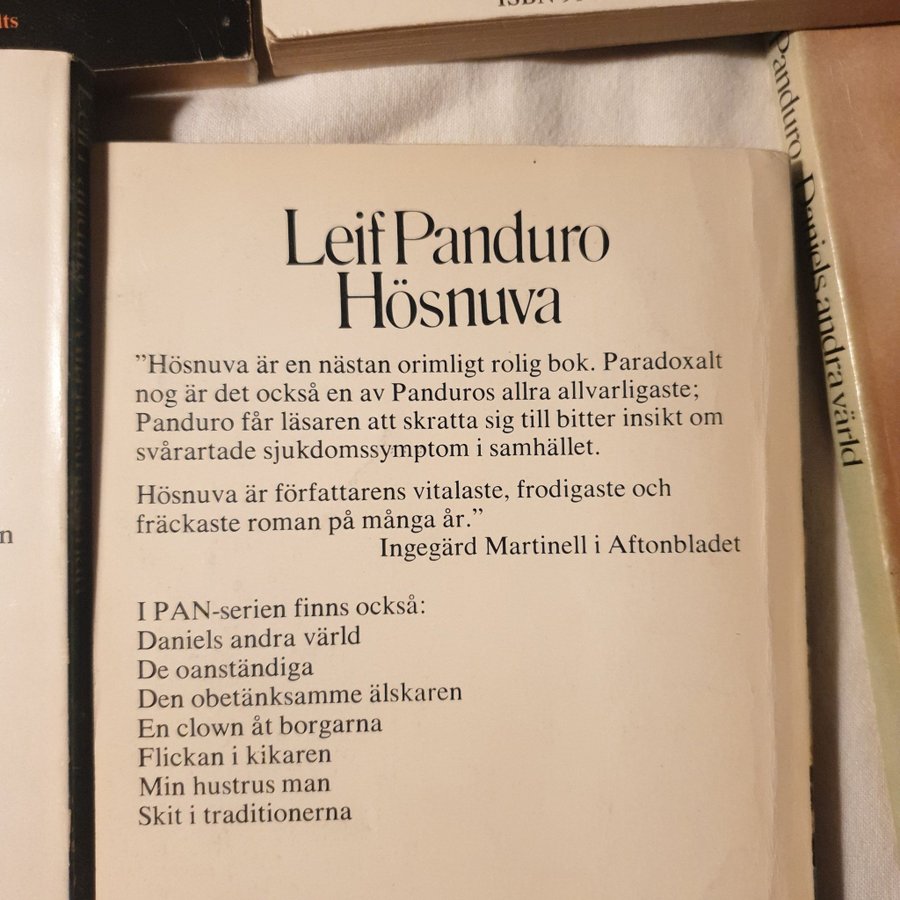 lts
Leif Panduro
Hösnuva
”Hösnuva är en nästan orimligt rolig bok. Paradoxalt
nog är det också en av Panduros allra allvarligaste;
Panduro får läsaren att skratta sig till bitter insikt om
svårartade sjukdomssymptom i samhället.
Hösnuva är författarens vitalaste, frodigaste och
fräckaste roman på många år.”
Ingegärd Martinell i Aftonbladet
I PAN-serien finns också:
Daniels andra värld
De oanständiga
Den obetänksamme älskaren
En clown åt borgarna
Flickan i kikaren
Min hustrus man
Skit i traditionerna
n
Panduro Daniels andra värld